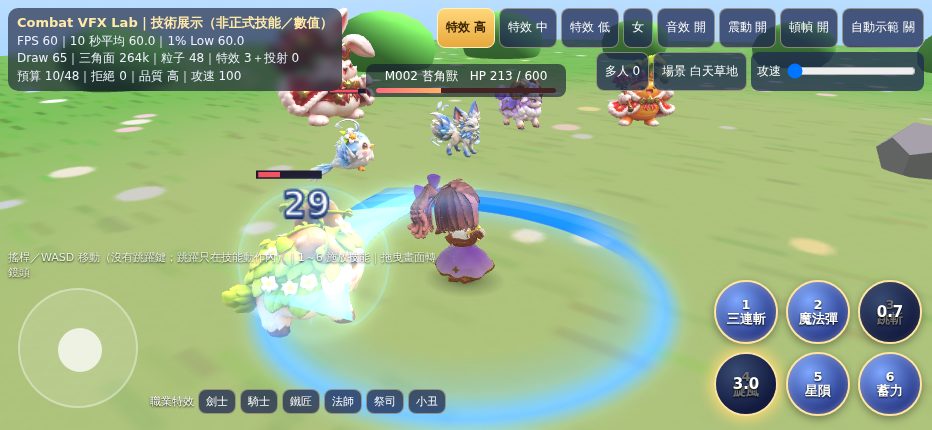 Combat VFX Lab｜技術展示（非正式技能／數值）
FPS 60｜10 秒平均 60.0｜1% Low 60.0
Draw 65｜三角面 264k｜粒子 48｜特效 3＋投射 0
預算 10/48｜拒絕 0｜品質 高｜攻速 100
特效 高
特效 中
特效 低
女
音效 開
震動 開
頓幀 開
自動示範 關
M002 苔角獸 HP 213 / 600
多人 0
場景 白天草地
攻速
29
搖桿／WASD 移動（沒有跳躍鍵；跳躍只在技能動作內）｜1～6 施放技能｜拖曳畫面轉
鏡頭
1
三連斬
2
魔法彈
3
跳斬
0.7
4
旋風
3.0
5
星隕
6
蓄力
職業特效
劍士
騎士
鐵匠
法師
祭司
小丑